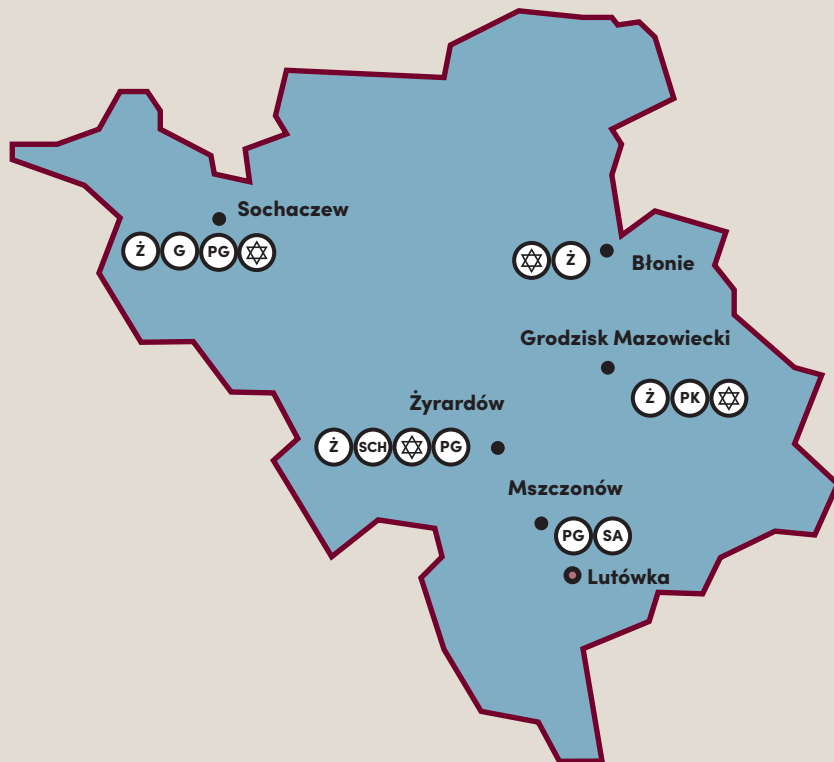 Sochaczew
Ż G PG
Ż
Błonie
Grodzisk Mazowiecki
Ż PK
Żyrardów
Ż SCH PG
Mszczonów
PG SA
Lutówka